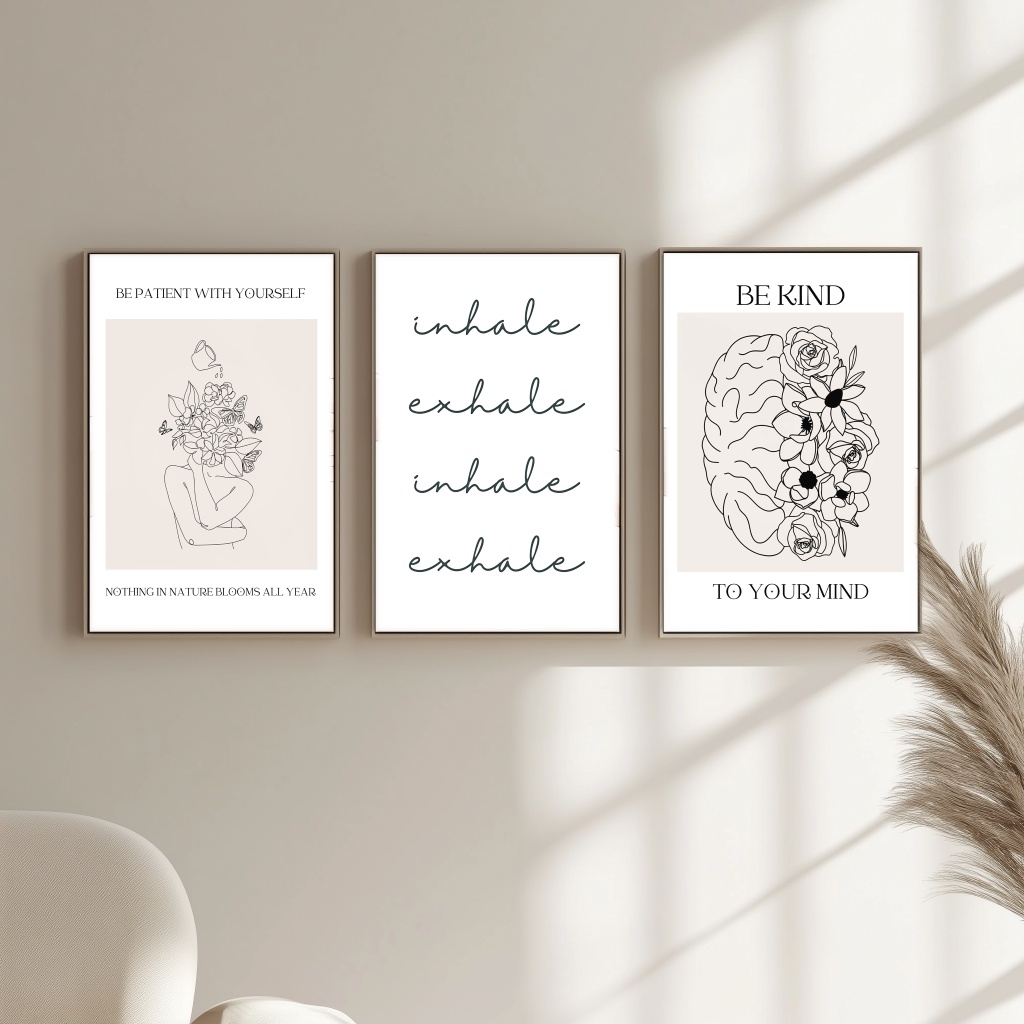 BE PATIENT WITH YOURSELF
NOTHING IN NATURE BLOOMS ALL YEAR
inhale
exhale
inhale
exhale
BE KIND
TO YOUR MIND